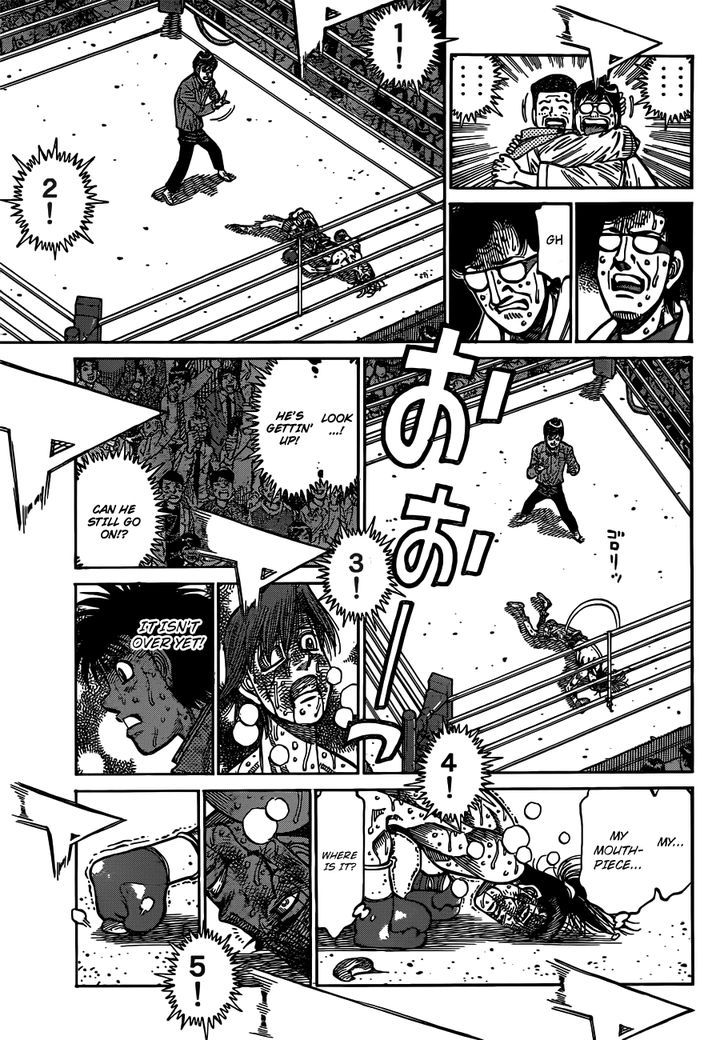 1!
2!
GH
LOOK
...!
HE'S
GETTIN'
UP!
CAN HE
STILL GO
ON!?
おおーっ
ゴロリッ
3!
IT ISN'T
OVER YET!
4!
MY...
MY
MOUTH-
PIECE...
WHERE
IS IT?
5!